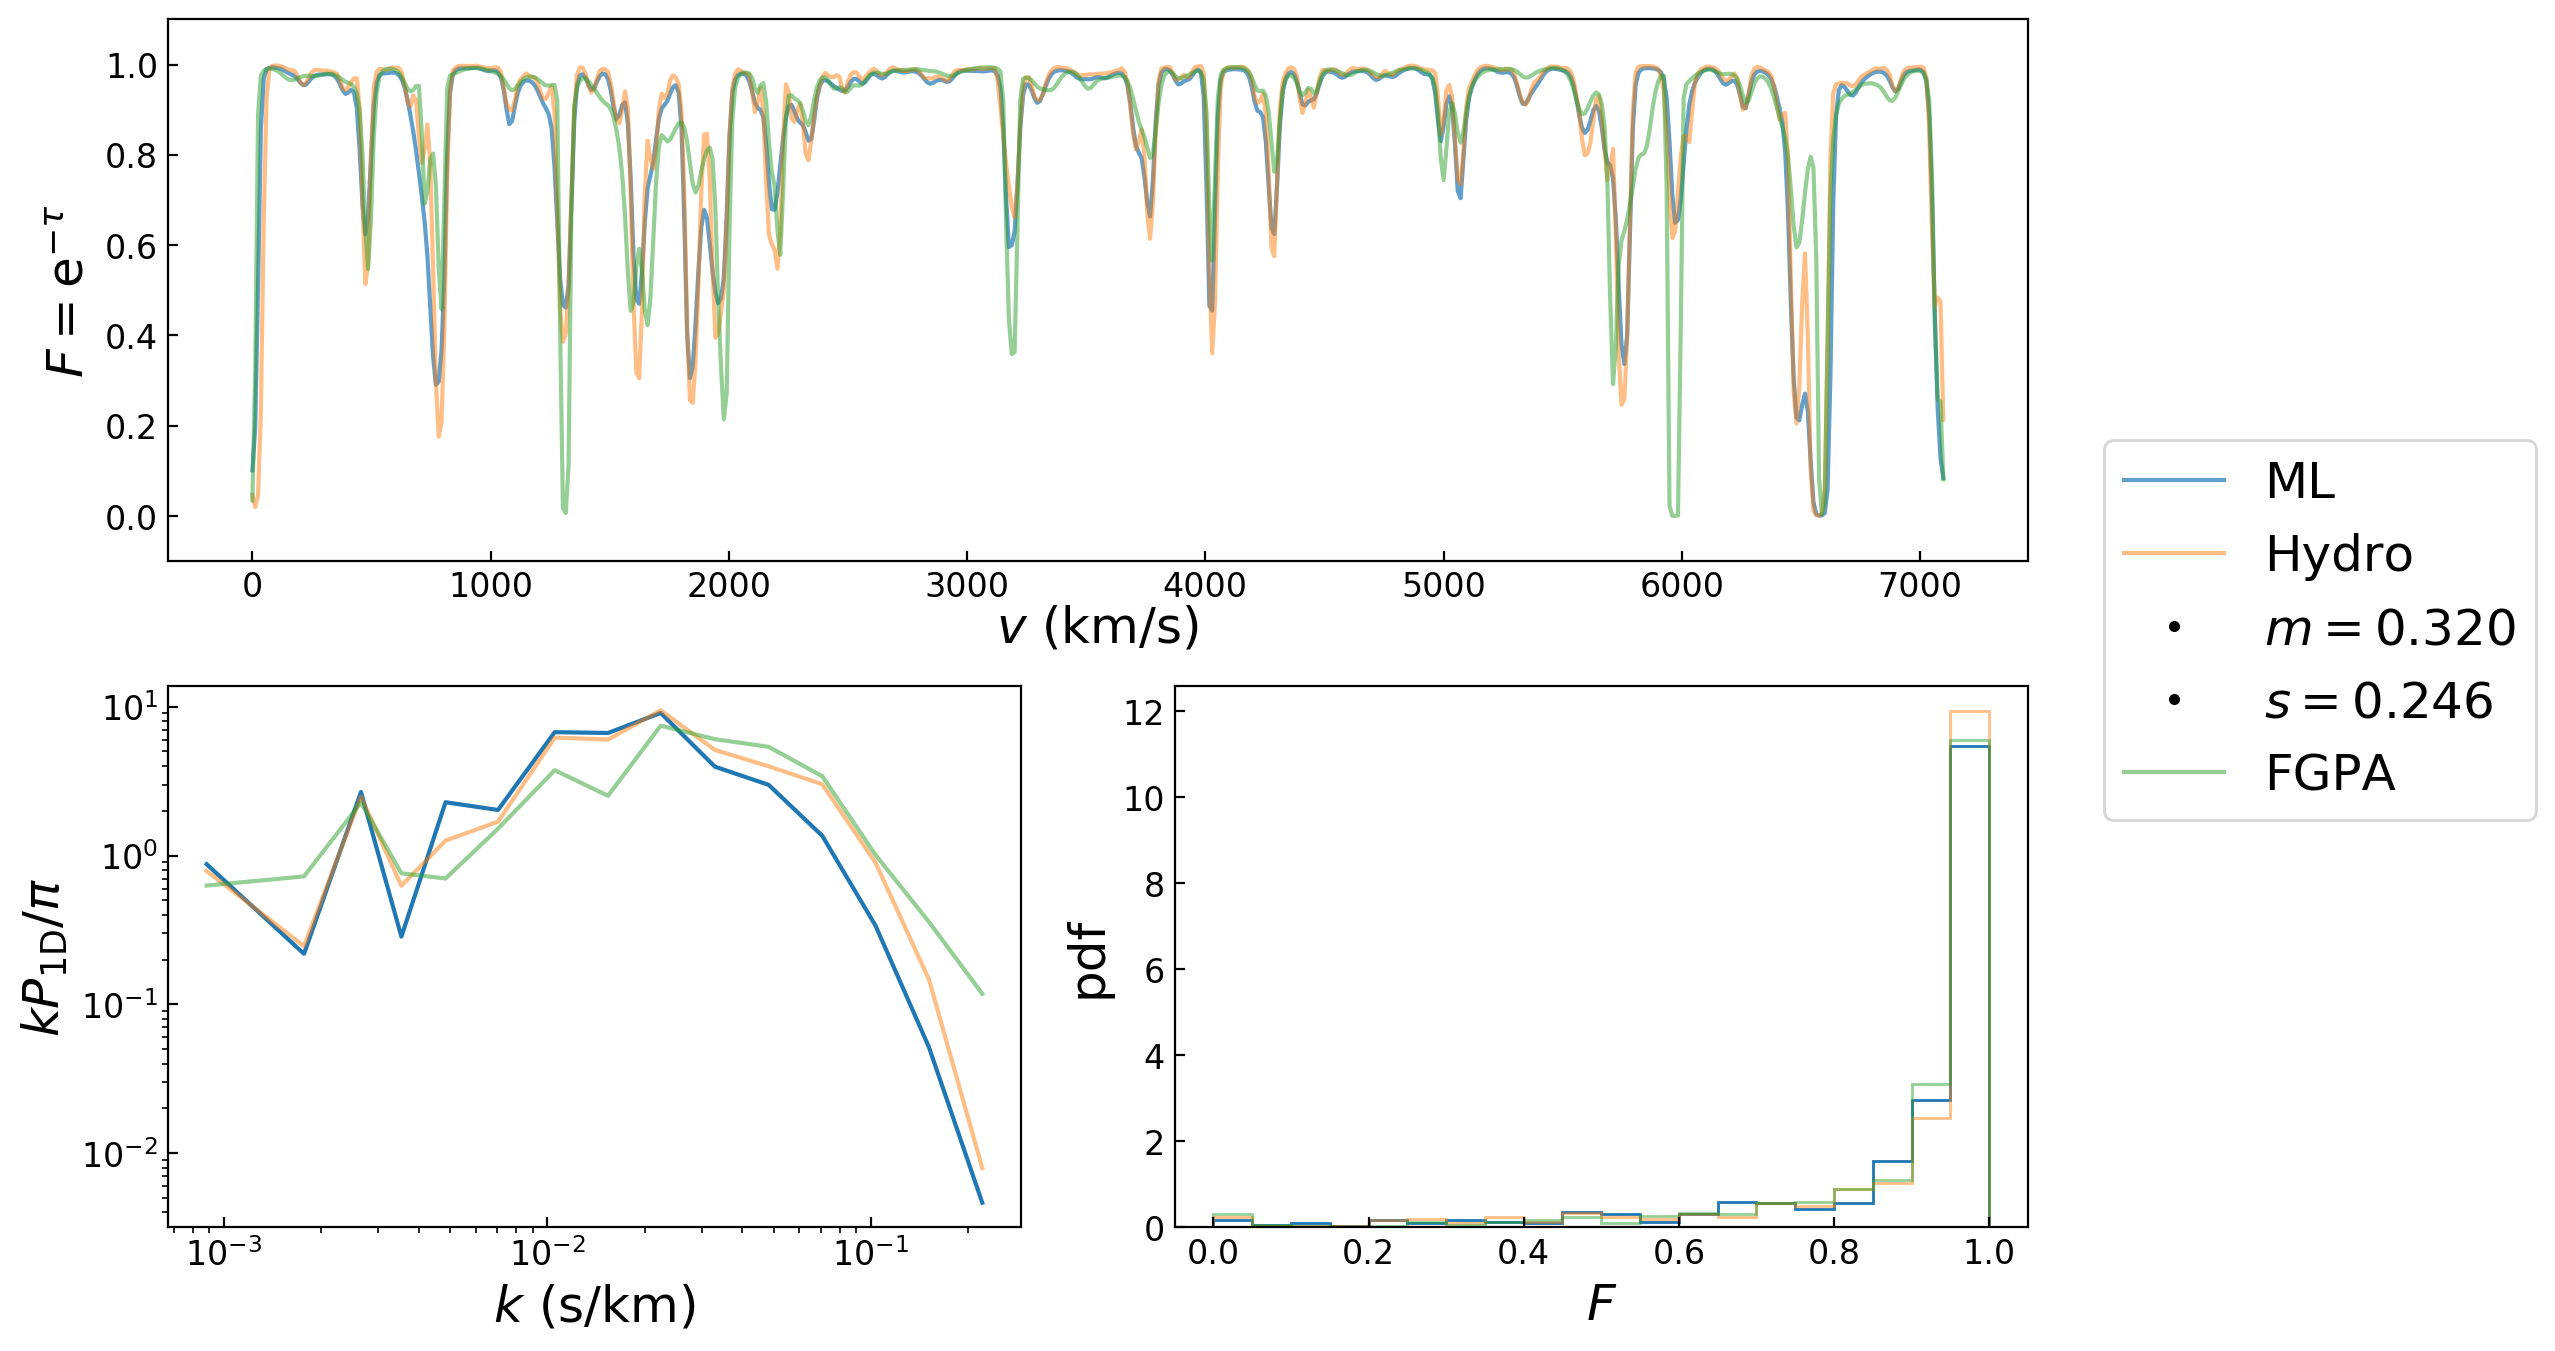 F = e^{−τ}
1.0
0.8
0.6
0.4
0.2
0.0
0 1000 2000 3000 4000 5000 6000 7000
v (km/s)
ML
Hydro
m = 0.320
s = 0.246
FGPA
kP_{1D}/π
10^{1}
10^{0}
10^{−1}
10^{−2}
10^{−3} 10^{−2} 10^{−1}
k (s/km)
pdf
12
10
8
6
4
2
0
0.0 0.2 0.4 0.6 0.8 1.0
F